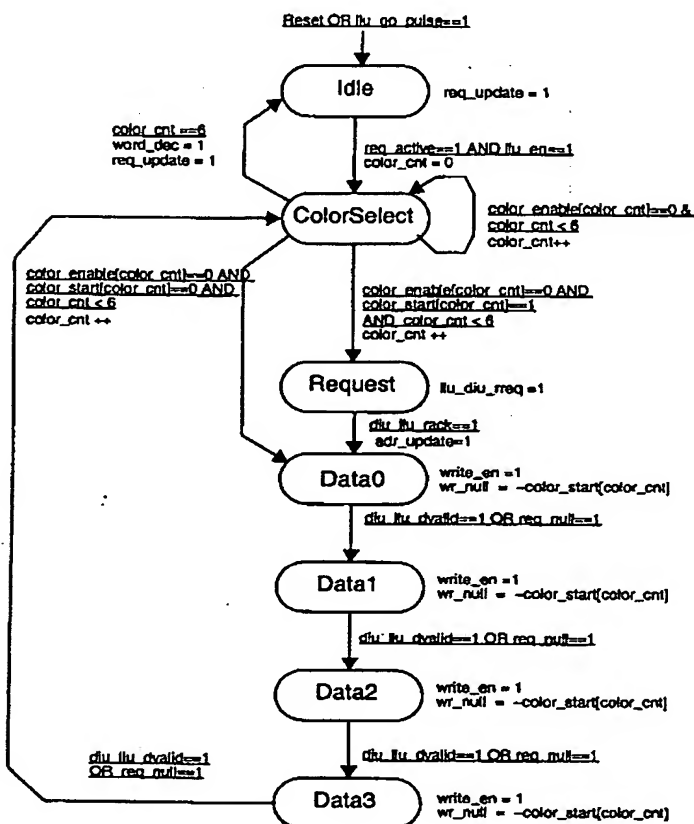 Reset OR llu_go_pulse==1
Idle
req_update = 1
color_cnt ==6
word_dec = 1
req_update = 1
req_active==1 AND llu_en==1
color_cnt = 0
ColorSelect
color_enable[color_cnt]==0 &
color_cnt < 6
color_cnt++
color_enable[color_cnt]==0 AND
color_start[color_cnt]==0 AND
color_cnt < 6
color_cnt ++
color_enable[color_cnt]==0 AND
color_start[color_cnt]==1
AND color_cnt < 6
color_cnt ++
Request
llu_diu_rreq =1
diu_llu_rack==1
adr_update=1
Data0
write_en =1
wr_null = ~color_start[color_cnt]
diu_llu_dvalid==1 OR req_null==1
Data1
write_en =1
wr_null = ~color_start[color_cnt]
diu_llu_dvalid==1 OR req_null==1
Data2
write_en = 1
wr_null = ~color_start[color_cnt]
diu_llu_dvalid==1 OR req_null==1
diu_llu_dvalid==1
OR req_null==1
Data3
write_en = 1
wr_null = ~color_start[color_cnt]